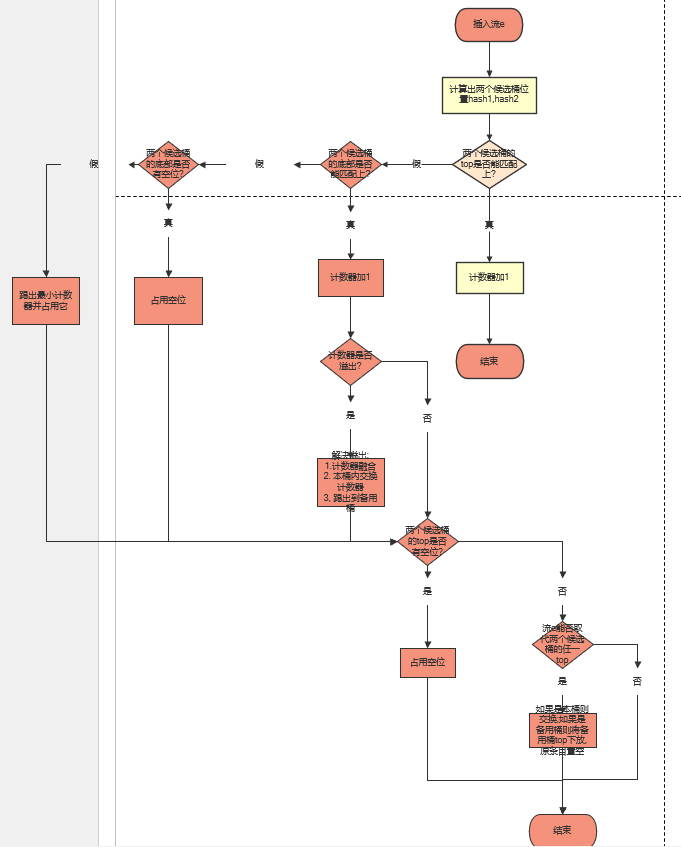 插入流e
计算出两个候选桶位
置hash1,hash2
两个候选桶的
top是否能匹配
上?
假
两个候选桶
的底部是否
能匹配上?
假
两个候选桶
的底部是否
有空位?
假
真
真
真
踢出最小计数
器并占用它
占用空位
计数器加1
计数器加1
计数器是否
溢出?
结束
是
否
解决溢出:
1.计数器融合
2. 本桶内交换
计数器
3, 踢出到备用
桶
两个候选桶
的top是否
有空位?
是
否
流e能否取
代两个候选
桶的任一
top
占用空位
是
否
如果是本桶则
交换;如果是
备用桶则将备
用桶top下放,
原条目置空
结束